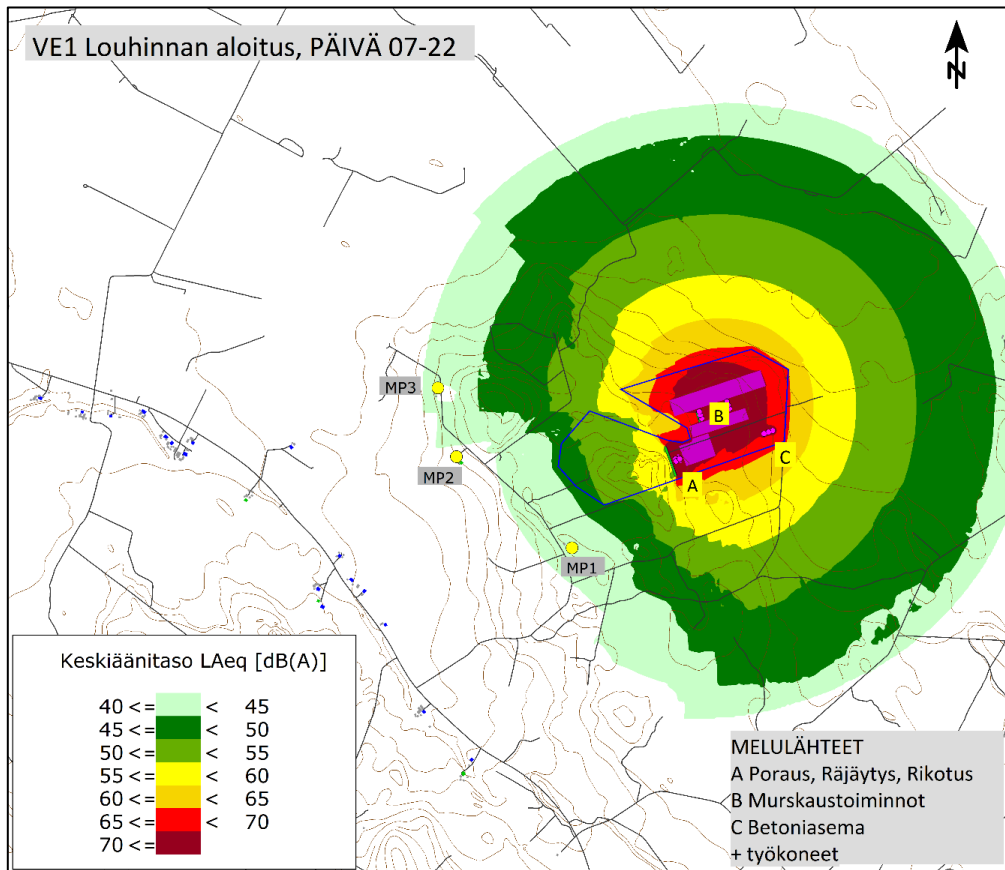 VE1 Louhinnan aloitus, PÄIVÄ 07-22
N
MP3
MP2
MP1
B
A
C
Keskiäänitaso LAeq [dB(A)]
40 <= < 45
45 <= < 50
50 <= < 55
55 <= < 60
60 <= < 65
65 <= < 70
70 <=
MELULÄHTEET
A Poraus, Räjäytys, Rikotus
B Murskaustoiminnot
C Betoniasema
+ työkoneet